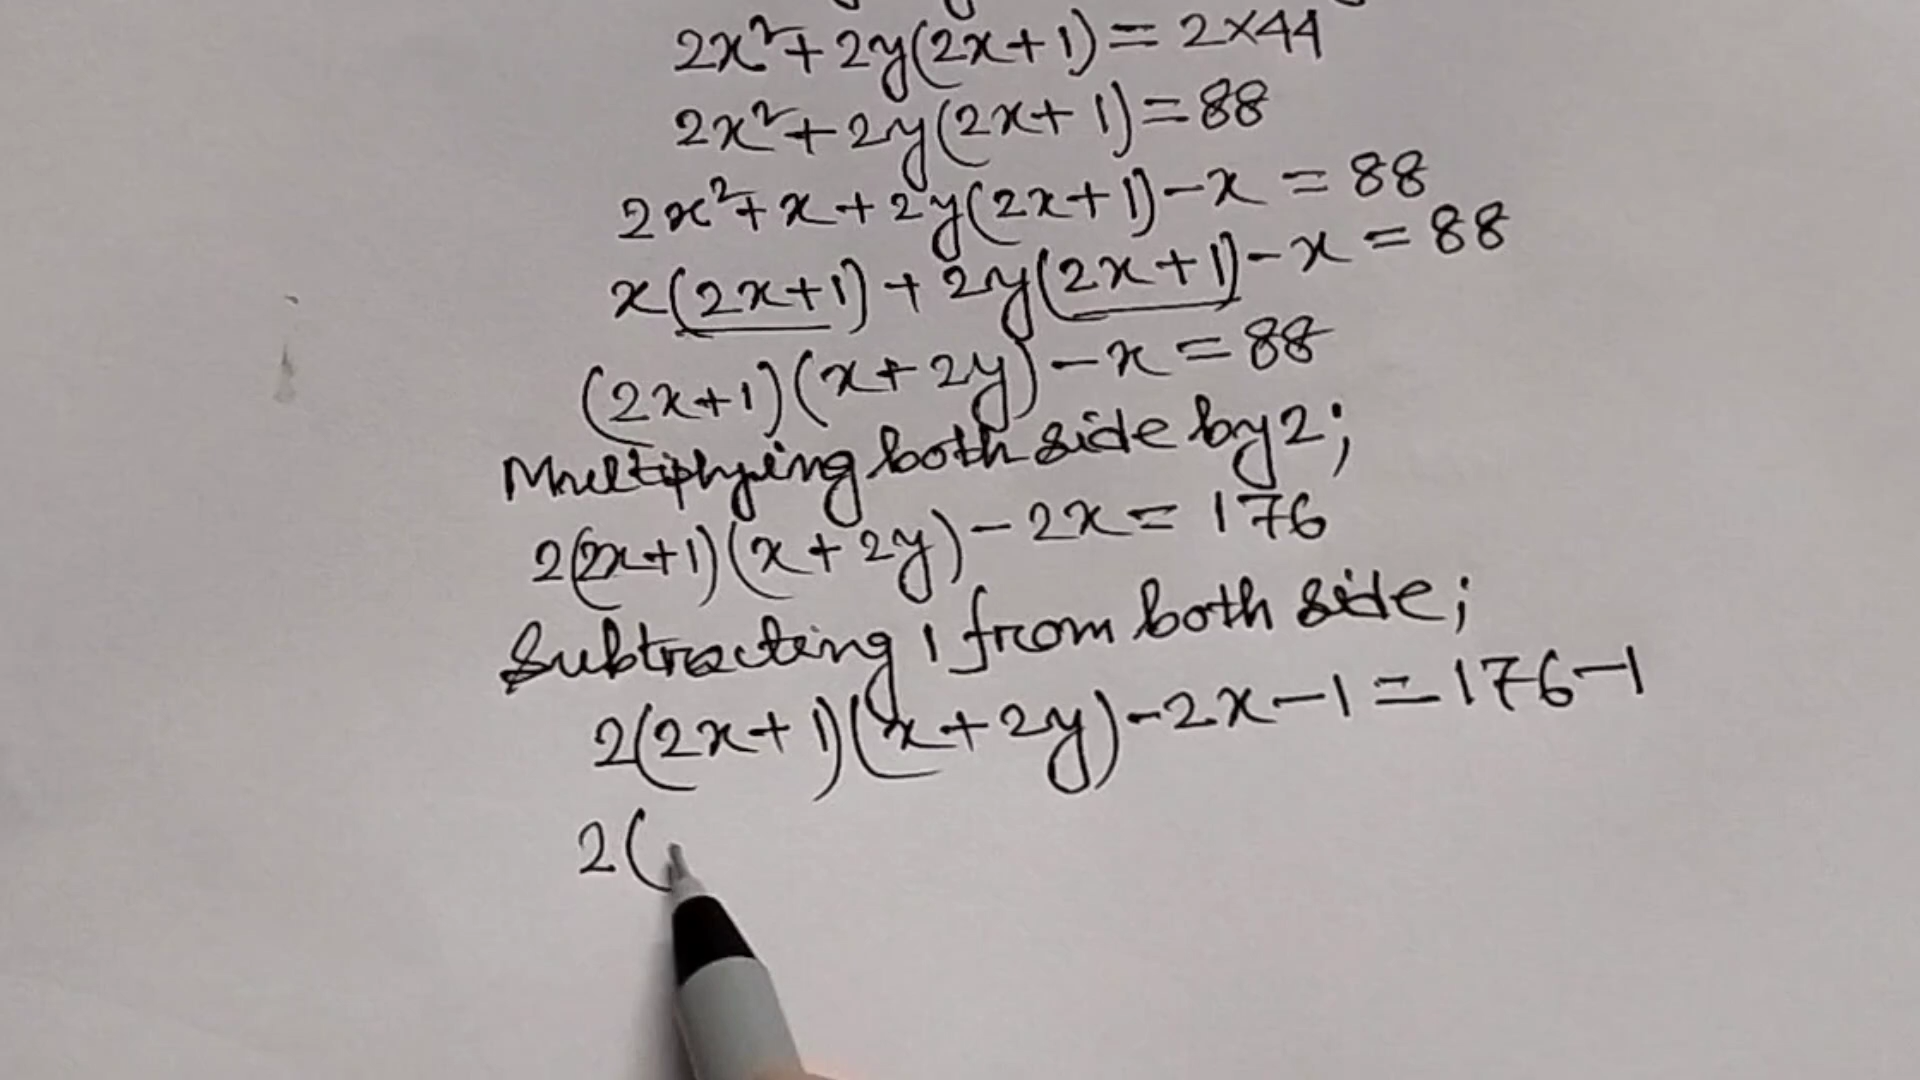 2x²+2y(2x+1)=2×44
2x²+2y(2x+1)=88
2x²+x+2y(2x+1)-x=88
x(2x+1)+2y(2x+1)-x=88
(2x+1)(x+2y)-x=88
Multiplying both side by 2;
2(2x+1)(x+2y)-2x=176
Subtracting 1 from both side;
2(2x+1)(x+2y)-2x-1=176-1
2(